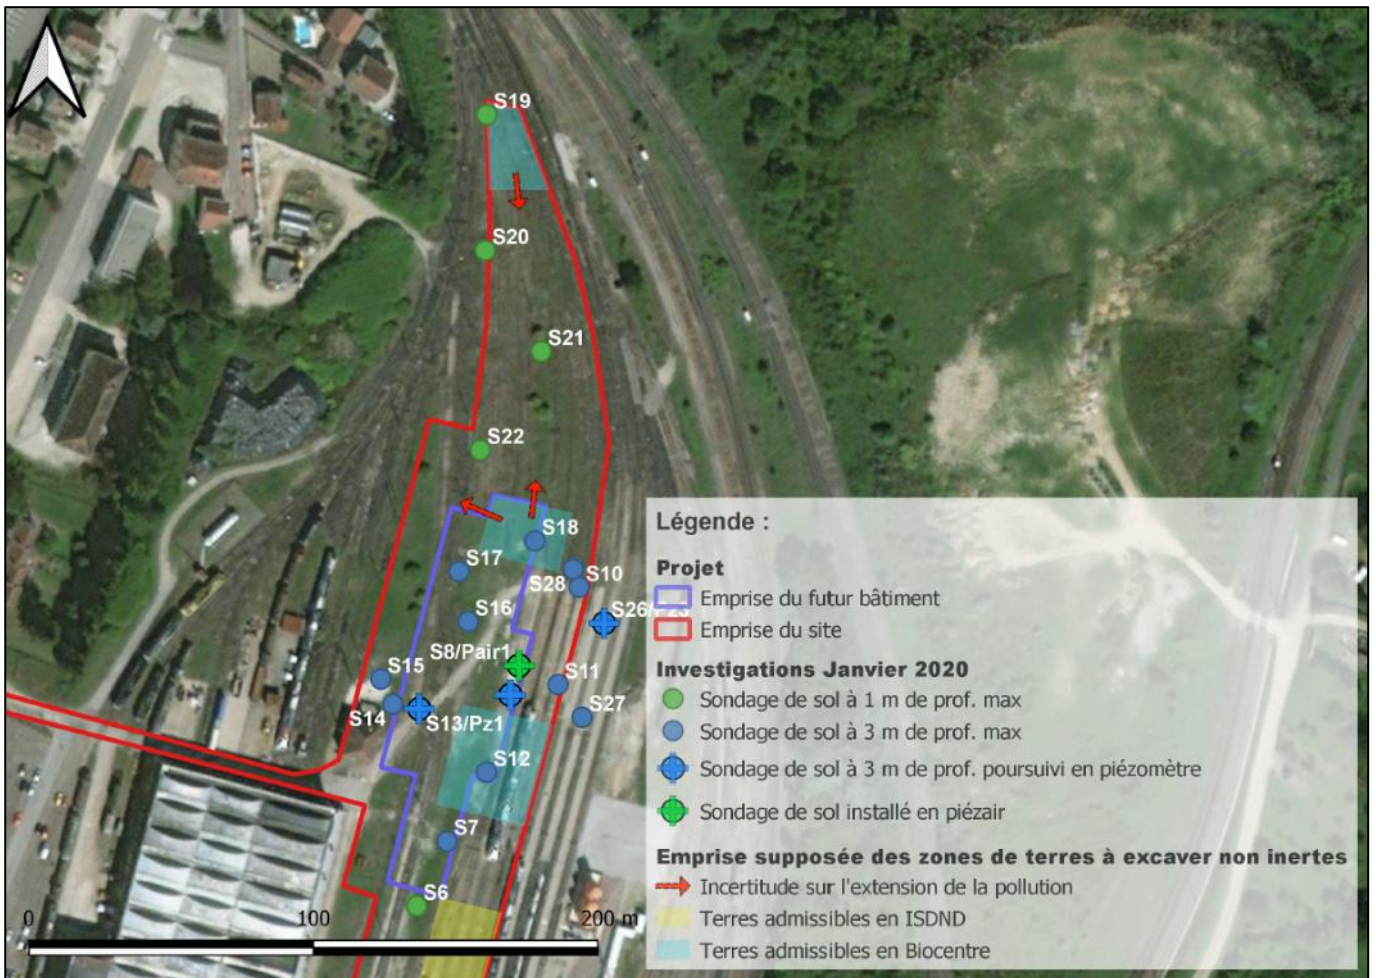 S19
S20
S21
S22
S18
S17
S10
S28
S16
S26/Pz3
S8/Pair1
S15
S11
S14
S13/Pz1
S27
S12
S7
S6
0 100 200 m
Légende :
Projet
Emprise du futur bâtiment
Emprise du site
Investigations Janvier 2020
Sondage de sol à 1 m de prof. max
Sondage de sol à 3 m de prof. max
Sondage de sol à 3 m de prof. poursuivi en piézomètre
Sondage de sol installé en piézair
Emprise supposée des zones de terres à excaver non inertes
Incertitude sur l'extension de la pollution
Terres admissibles en ISDND
Terres admissibles en Biocentre